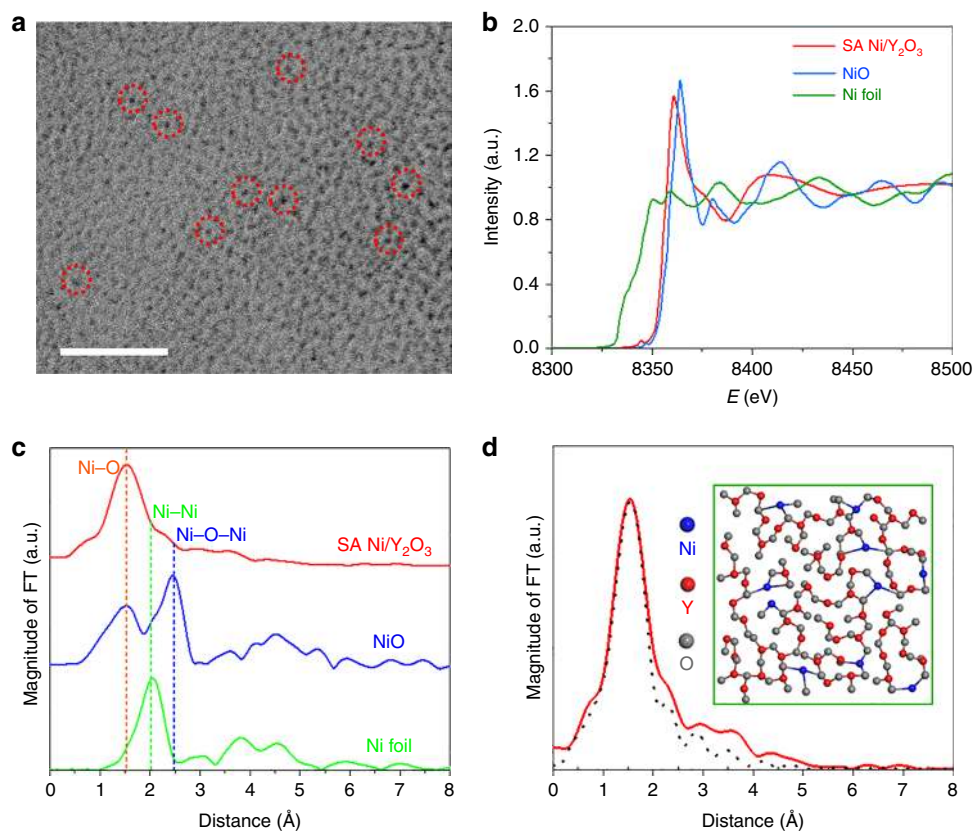 a
b
SA Ni/Y₂O₃
NiO
Ni foil
2.0
1.6
1.2
0.8
0.4
0.0
Intensity (a.u.)
8300
8350
8400
8450
8500
E (eV)
c
Ni–O
Ni–Ni
Ni–O–Ni
SA Ni/Y₂O₃
NiO
Ni foil
Magnitude of FT (a.u.)
0 1 2 3 4 5 6 7 8
Distance (Å)
d
Ni
Y
O
Magnitude of FT (a.u.)
0 1 2 3 4 5 6 7 8
Distance (Å)